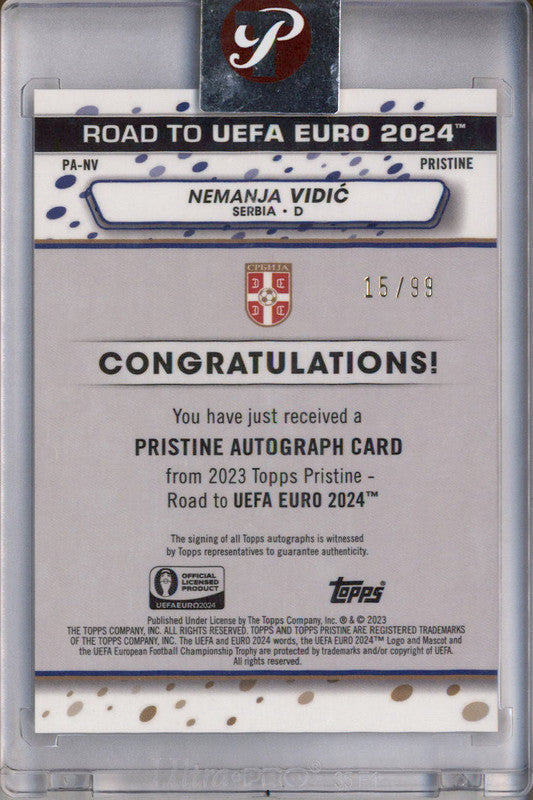 P
ROAD TO UEFA EURO 2024™
PA-NV
PRISTINE
NEMANJA VIDIĆ
SERBIA • D
СРБИЈА
15/99
CONGRATULATIONS!
You have just received a
PRISTINE AUTOGRAPH CARD
from 2023 Topps Pristine -
Road to UEFA EURO 2024™
The signing of all Topps autographs is witnessed
by Topps representatives to guarantee authenticity.
OFFICIAL
LICENSED
PRODUCT
UEFA EURO2024
topps
Published Under License by The Topps Company, Inc. ® & © 2023
THE TOPPS COMPANY, INC. ALL RIGHTS RESERVED. TOPPS AND TOPPS PRISTINE ARE REGISTERED TRADEMARKS
OF THE TOPPS COMPANY, INC. The UEFA and EURO 2024 words, the UEFA EURO 2024™ Logo and Mascot and
the UEFA European Football Championship Trophy are protected by trademarks and/or copyright of UEFA.
All rights reserved.
Ultra•PRO®